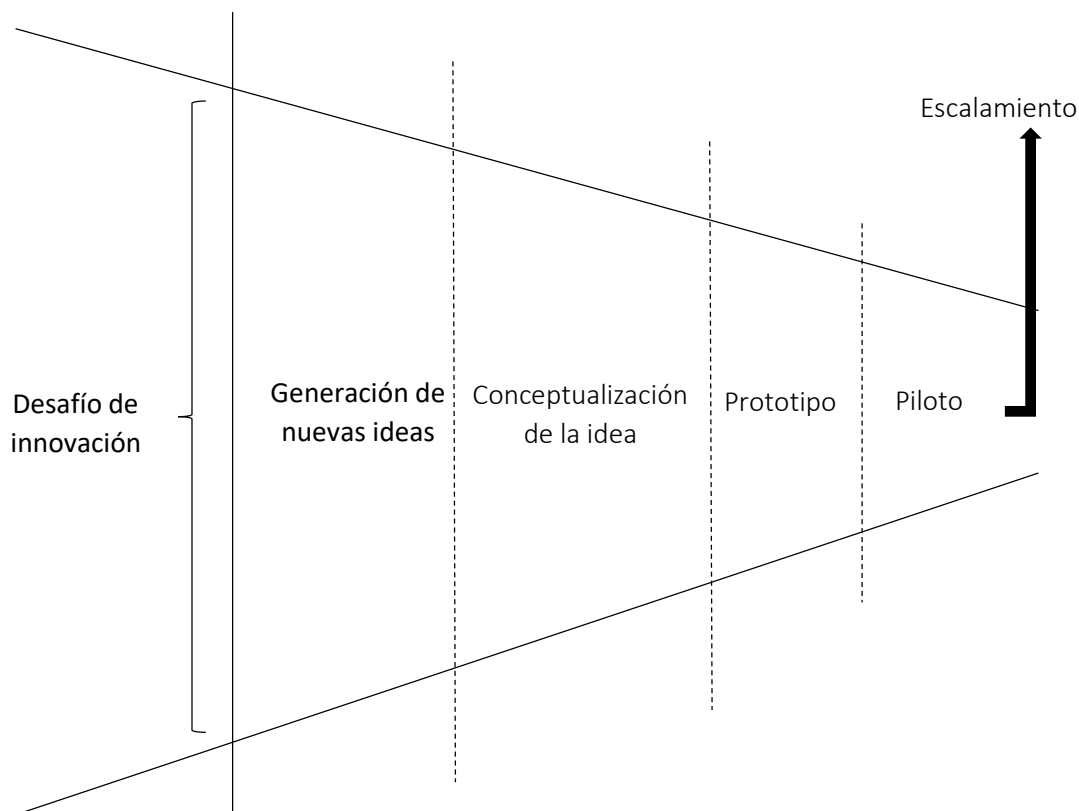 Escalamiento
Desafío de
innovación
Generación de
nuevas ideas
Conceptualización
de la idea
Prototipo
Piloto